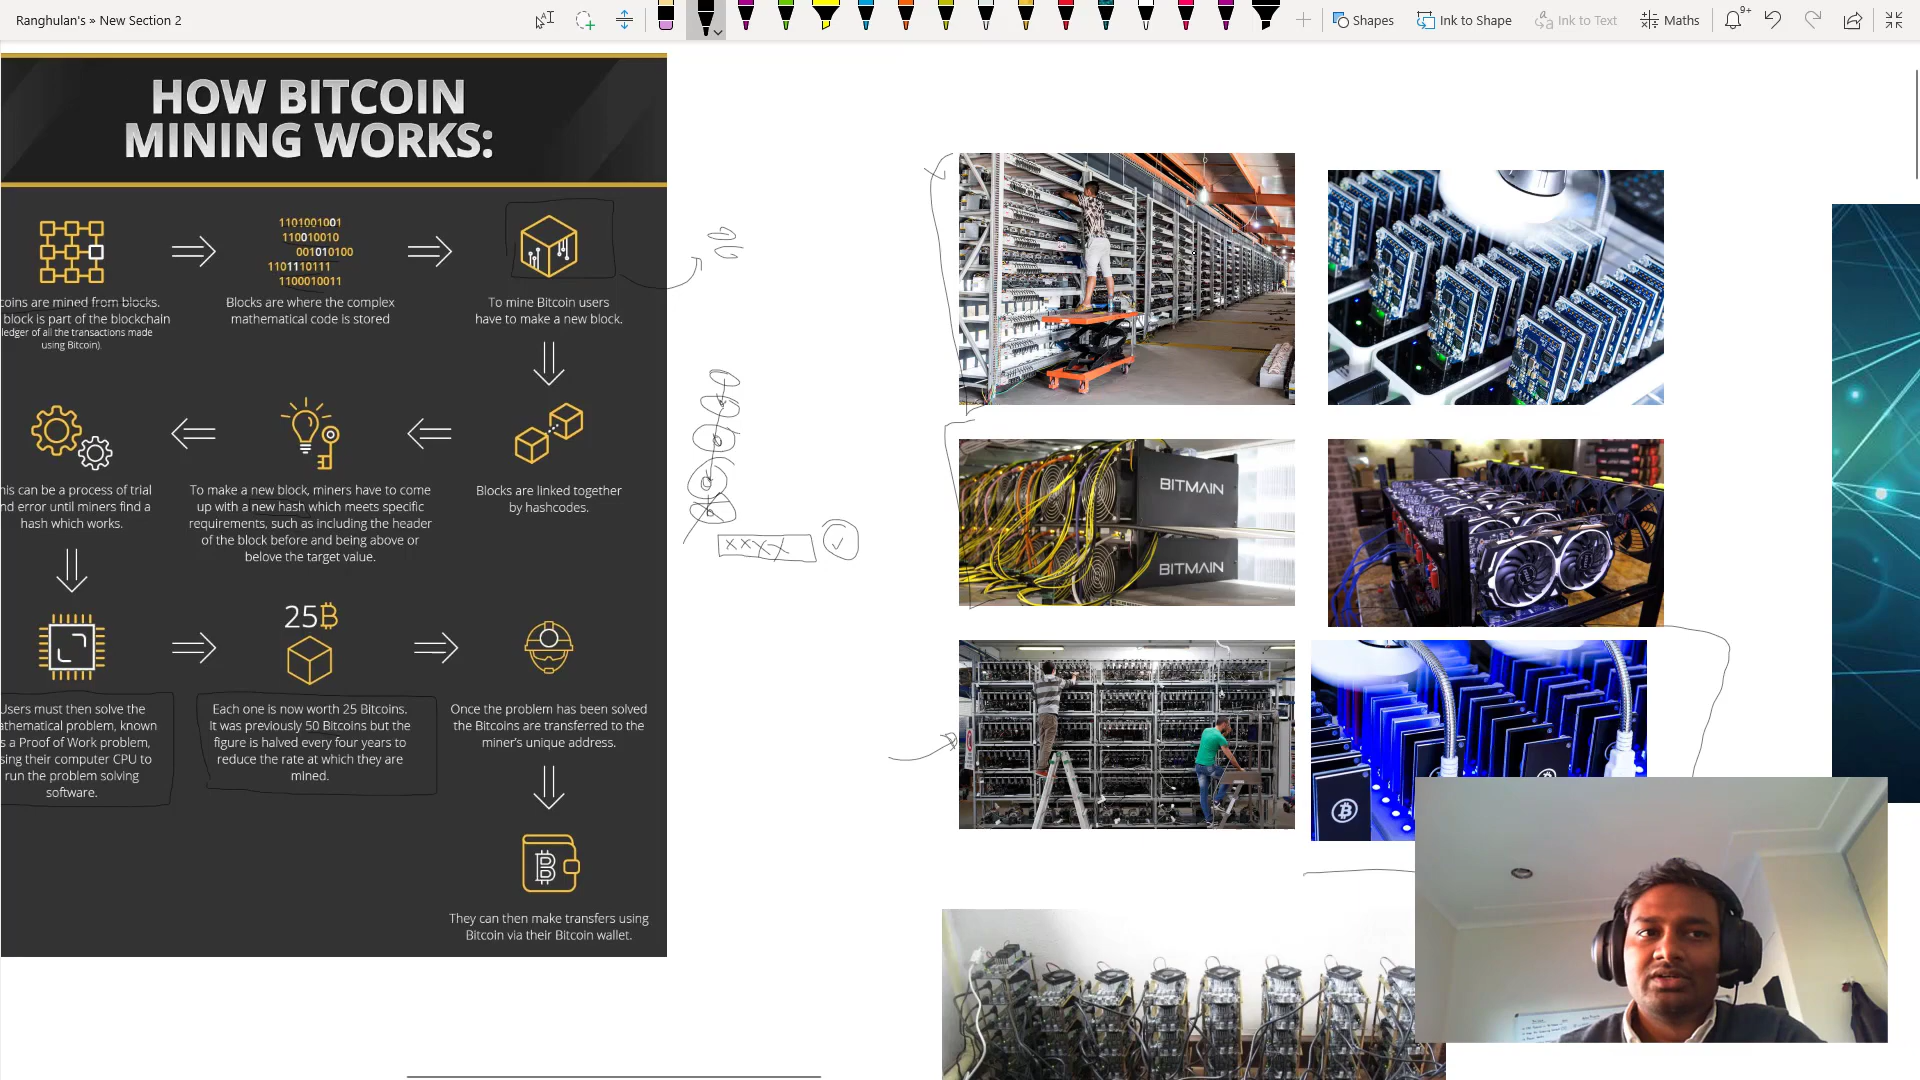 Ranghulan's » New Section 2
Shapes
Ink to Shape
Ink to Text
Maths
9+
HOW BITCOIN
MINING WORKS:
1101001001
110010010
001010100
1101110111
1100010011
coins are mined from blocks.
block is part of the blockchain
ledger of all the transactions made
using Bitcoin).
Blocks are where the complex
mathematical code is stored
To mine Bitcoin users
have to make a new block.
his can be a process of trial
nd error until miners find a
hash which works.
To make a new block, miners have to come
up with a new hash which meets specific
requirements, such as including the header
of the block before and being above or
belove the target value.
Blocks are linked together
by hashcodes.
XXXX
25₿
Users must then solve the
athematical problem, known
s a Proof of Work problem,
sing their computer CPU to
run the problem solving
software.
Each one is now worth 25 Bitcoins.
It was previously 50 Bitcoins but the
figure is halved every four years to
reduce the rate at which they are
mined.
Once the problem has been solved
the Bitcoins are transferred to the
miner's unique address.
They can then make transfers using
Bitcoin via their Bitcoin wallet.
BITMAIN
BITMAIN